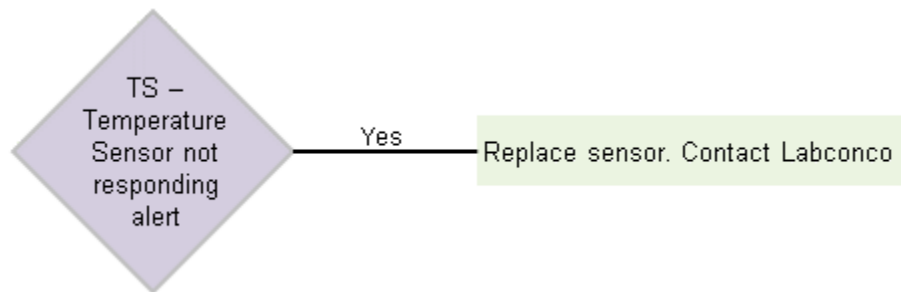 TS –
Temperature
Sensor not
responding
alert
Yes
Replace sensor. Contact Labconco